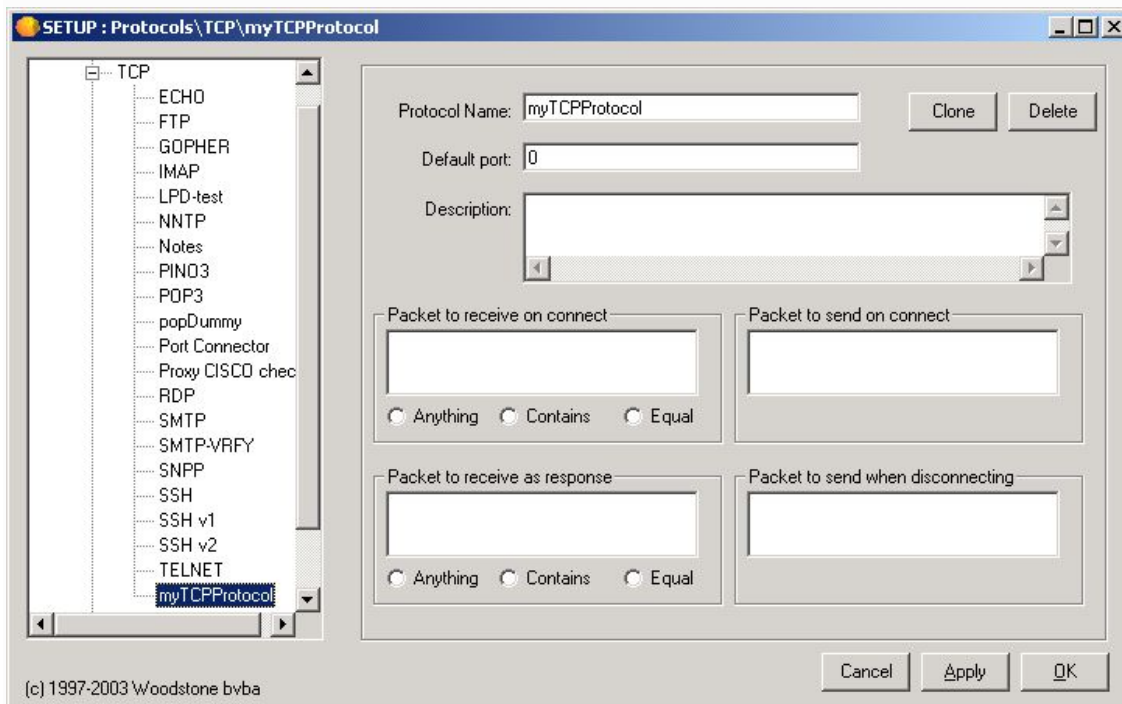 SETUP : Protocols\TCP\myTCPProtocol
TCP
ECHO
FTP
GOPHER
IMAP
LPD-test
NNTP
Notes
PINO3
POP3
popDummy
Port Connector
Proxy CISCO chec
RDP
SMTP
SMTP-VRFY
SNPP
SSH
SSH v1
SSH v2
TELNET
myTCPProtocol
Protocol Name: myTCPProtocol
Clone Delete
Default port: 0
Description:
Packet to receive on connect
Anything Contains Equal
Packet to send on connect
Packet to receive as response
Anything Contains Equal
Packet to send when disconnecting
(c) 1997-2003 Woodstone bvba
Cancel Apply OK